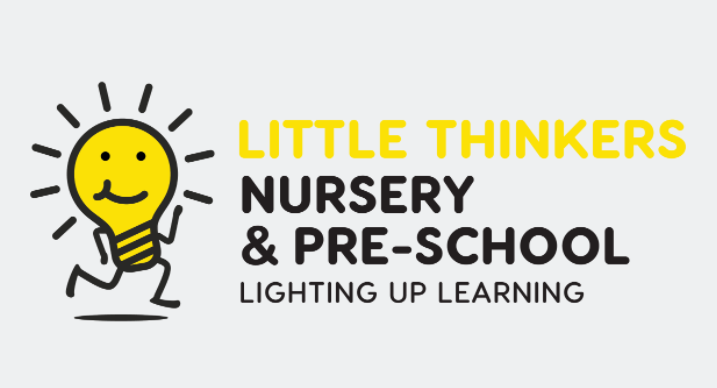 LITTLE THINKERS
NURSERY
& PRE-SCHOOL
LIGHTING UP LEARNING